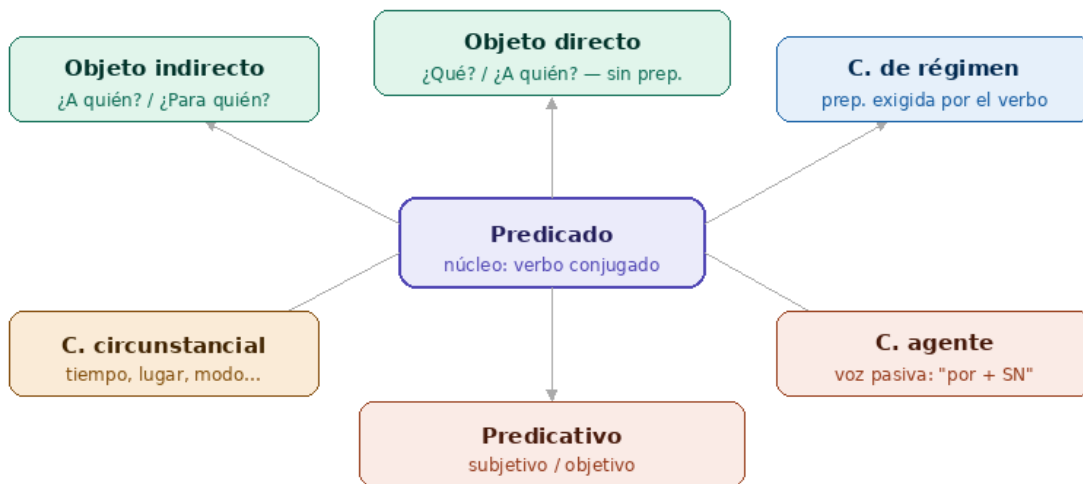 Objeto directo
¿Qué? / ¿A quién? — sin prep.
Objeto indirecto
¿A quién? / ¿Para quién?
C. de régimen
prep. exigida por el verbo
Predicado
núcleo: verbo conjugado
C. circunstancial
tiempo, lugar, modo...
C. agente
voz pasiva: "por + SN"
Predicativo
subjetivo / objetivo